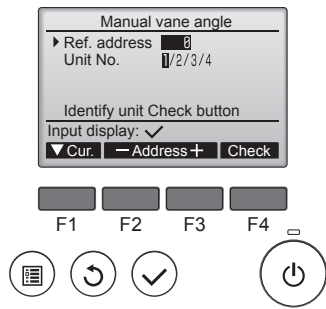 Manual vane angle
Ref. address 0
Unit No. 1/2/3/4
Identify unit Check button
Input display: ✓
▼Cur. −Address+ Check
F1 F2 F3 F4